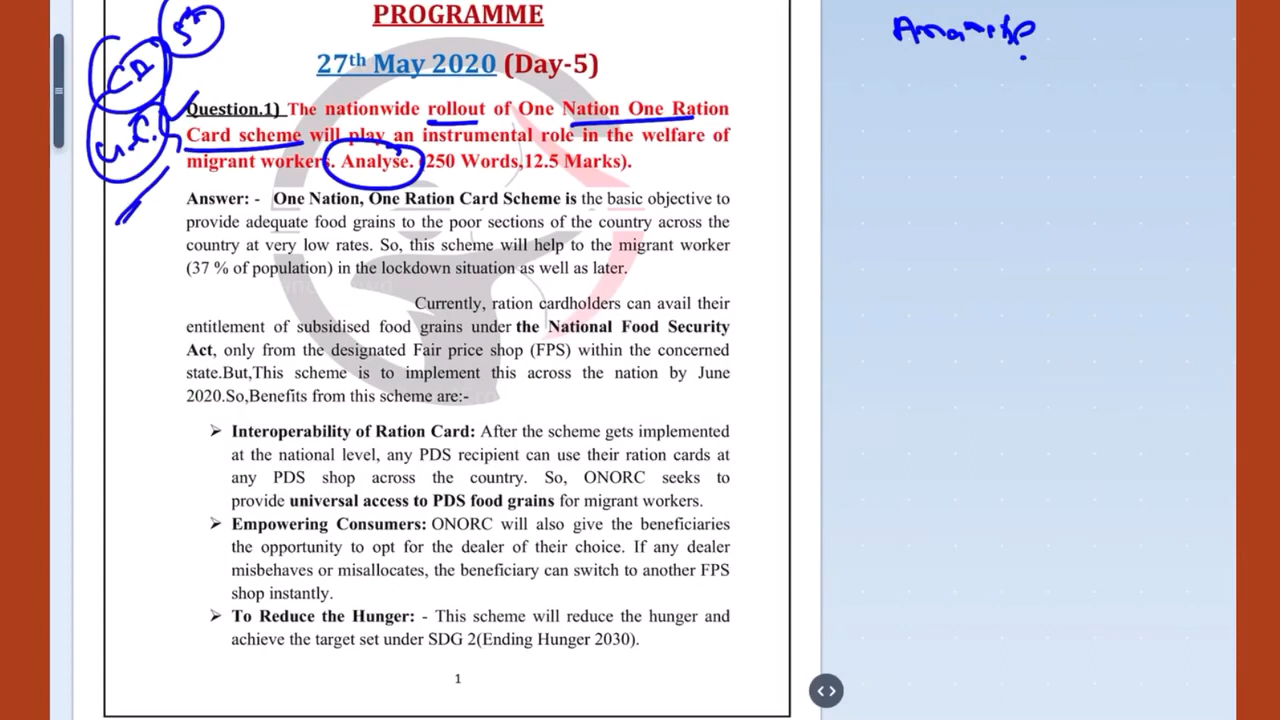 PROGRAMME
27th May 2020 (Day-5)
Question.1) The nationwide rollout of One Nation One Ration
Card scheme will play an instrumental role in the welfare of
migrant workers. Analyse. (250 Words,12.5 Marks).
Answer: - One Nation, One Ration Card Scheme is the basic objective to
provide adequate food grains to the poor sections of the country across the
country at very low rates. So, this scheme will help to the migrant worker
(37 % of population) in the lockdown situation as well as later.
Currently, ration cardholders can avail their
entitlement of subsidised food grains under the National Food Security
Act, only from the designated Fair price shop (FPS) within the concerned
state.But,This scheme is to implement this across the nation by June
2020.So,Benefits from this scheme are:-
➢ Interoperability of Ration Card: After the scheme gets implemented
at the national level, any PDS recipient can use their ration cards at
any PDS shop across the country. So, ONORC seeks to
provide universal access to PDS food grains for migrant workers.
➢ Empowering Consumers: ONORC will also give the beneficiaries
the opportunity to opt for the dealer of their choice. If any dealer
misbehaves or misallocates, the beneficiary can switch to another FPS
shop instantly.
➢ To Reduce the Hunger: - This scheme will reduce the hunger and
achieve the target set under SDG 2(Ending Hunger 2030).
1